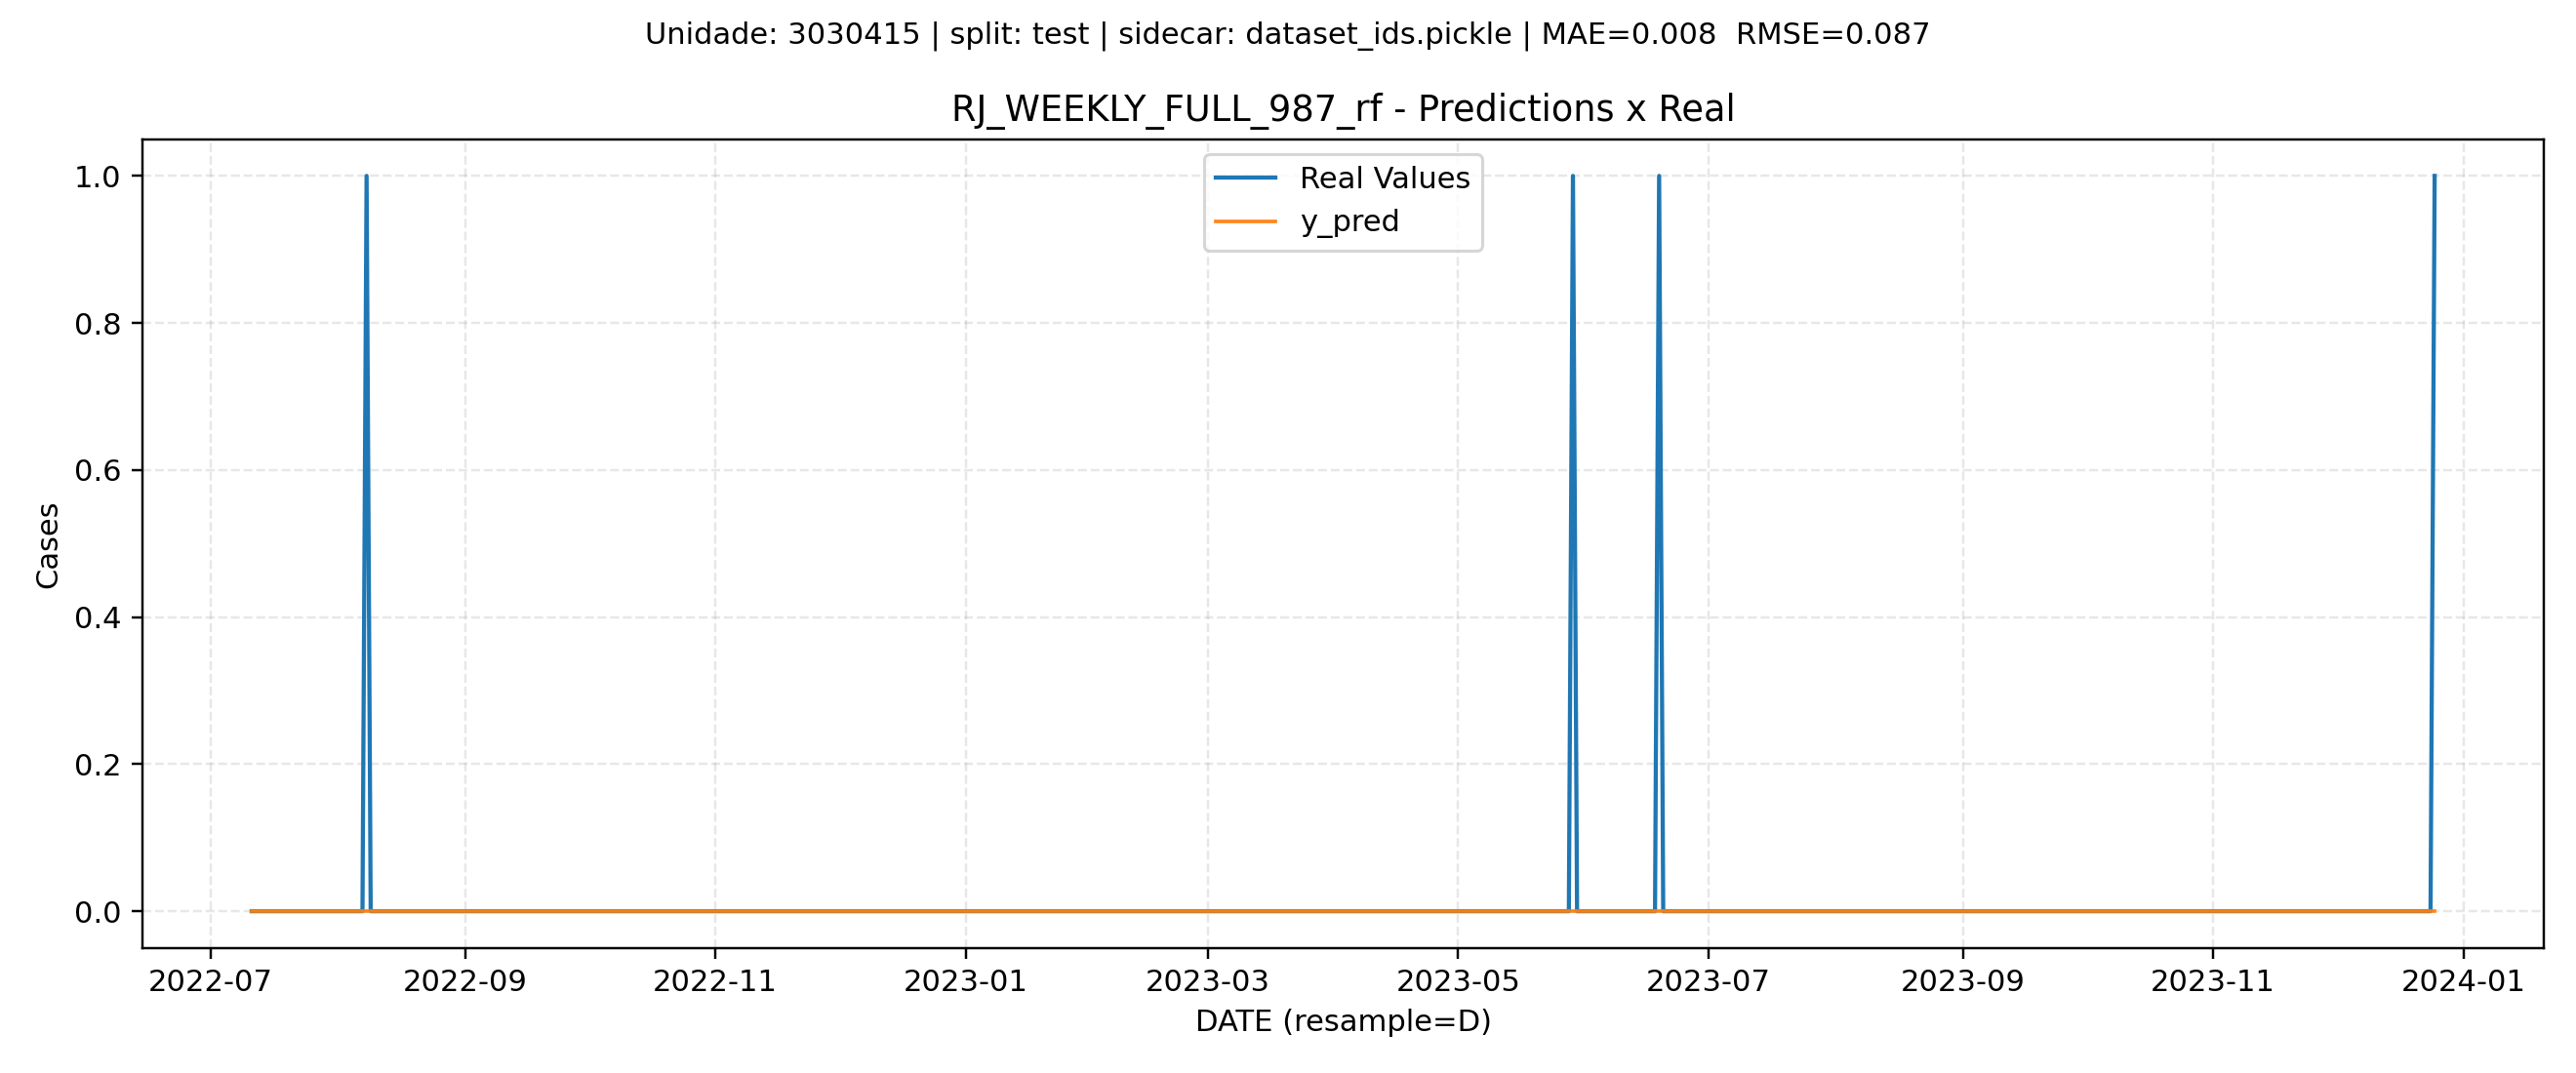 Unidade: 3030415 | split: test | sidecar: dataset_ids.pickle | MAE=0.008  RMSE=0.087
RJ_WEEKLY_FULL_987_rf - Predictions x Real
Real Values
y_pred
1.0
0.8
0.6
0.4
0.2
0.0
Cases
2022-07 2022-09 2022-11 2023-01 2023-03 2023-05 2023-07 2023-09 2023-11 2024-01
DATE (resample=D)